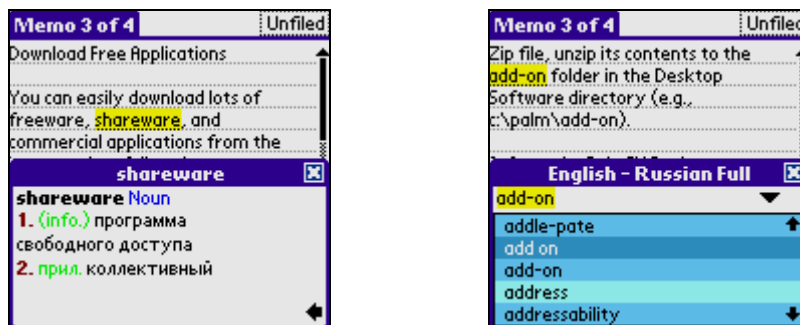 Memo 3 of 4
Unfiled
Download Free Applications
You can easily download lots of
freeware, shareware, and
commercial applications from the
shareware
shareware Noun
1. (info.) программа
свободного доступа
2. прил. коллективный
Memo 3 of 4
Unfiled
Zip file, unzip its contents to the
add-on folder in the Desktop
Software directory (e.g.,
c:\palm\add-on).
English - Russian Full
add-on
addle-pate
add on
add-on
address
addressability